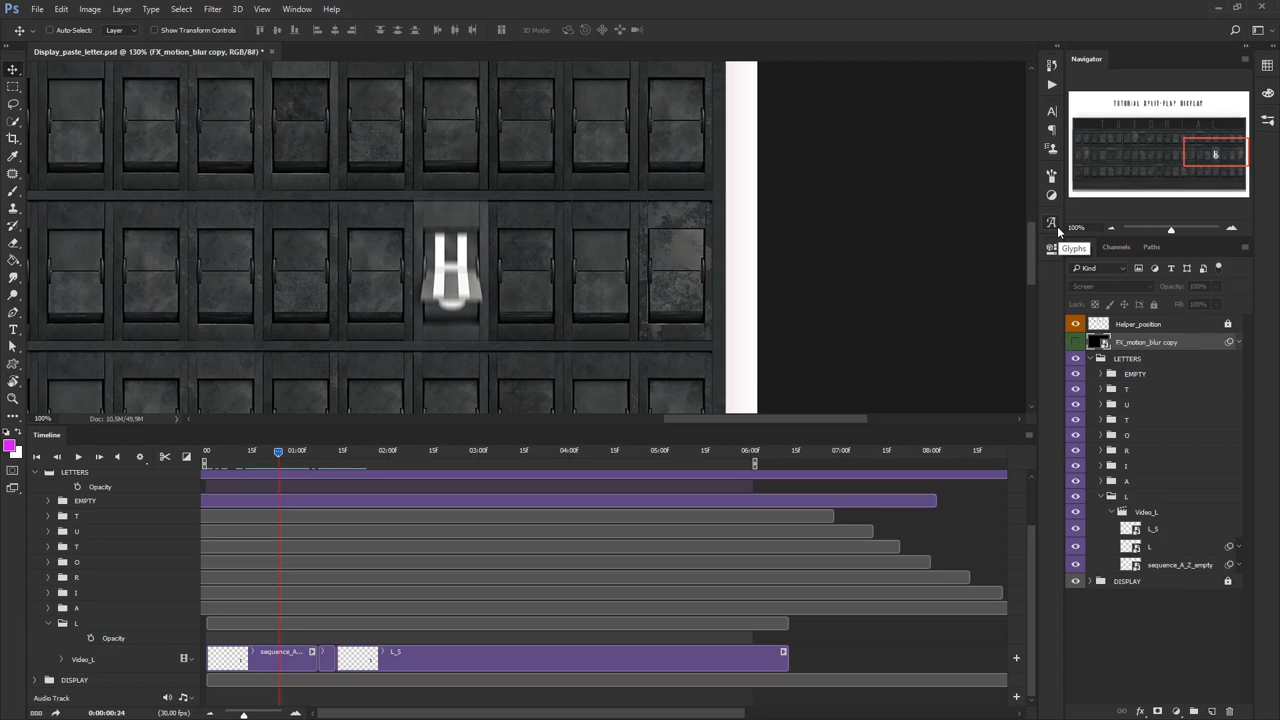 Ps File Edit Image Layer Type Select Filter 3D View Window Help
Auto-Select: Layer Show Transform Controls 3D Mode:
Display_paste_letter.psd @ 130% (FX_motion_blur copy, RGB/8#) *
Navigator
TUTORIAL SPLIT-FLAP DISPLAY
TUTORIAL
100%
Glyphs
Channels Paths
Kind
Screen Opacity: 100%
Lock: Fill: 100%
Helper_position
FX_motion_blur copy
LETTERS
EMPTY
T
U
T
O
R
I
A
L
Video_L
L_5
L
sequence_A_Z_empty
DISPLAY
100% Doc: 10,5M/49,9M
Timeline
00 15f 01:00f 15f 02:00f 15f 03:00f 15f 04:00f 15f 05:00f 15f 06:00f 15f 07:00f 15f 08:00f 15f
LETTERS
Opacity
EMPTY
T
U
T
O
R
I
A
L
Opacity
Video_L sequence_A... L_5
DISPLAY
Audio Track
0:00:00:24 (30,00 fps)